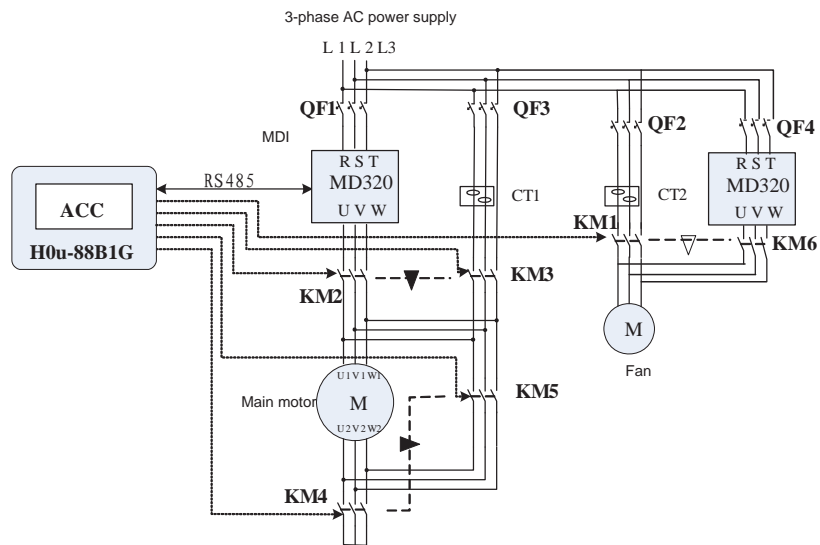 3-phase AC power supply
L 1 L 2 L3
QF1
QF3
QF2
QF4
MDI
R S T
MD320
U V W
R S T
MD320
U V W
RS485
ACC
H0u-88B1G
CT1
CT2
KM1
KM6
KM2
KM3
M
Fan
U1V1W1
M
U2V2W2
Main motor
KM5
KM4